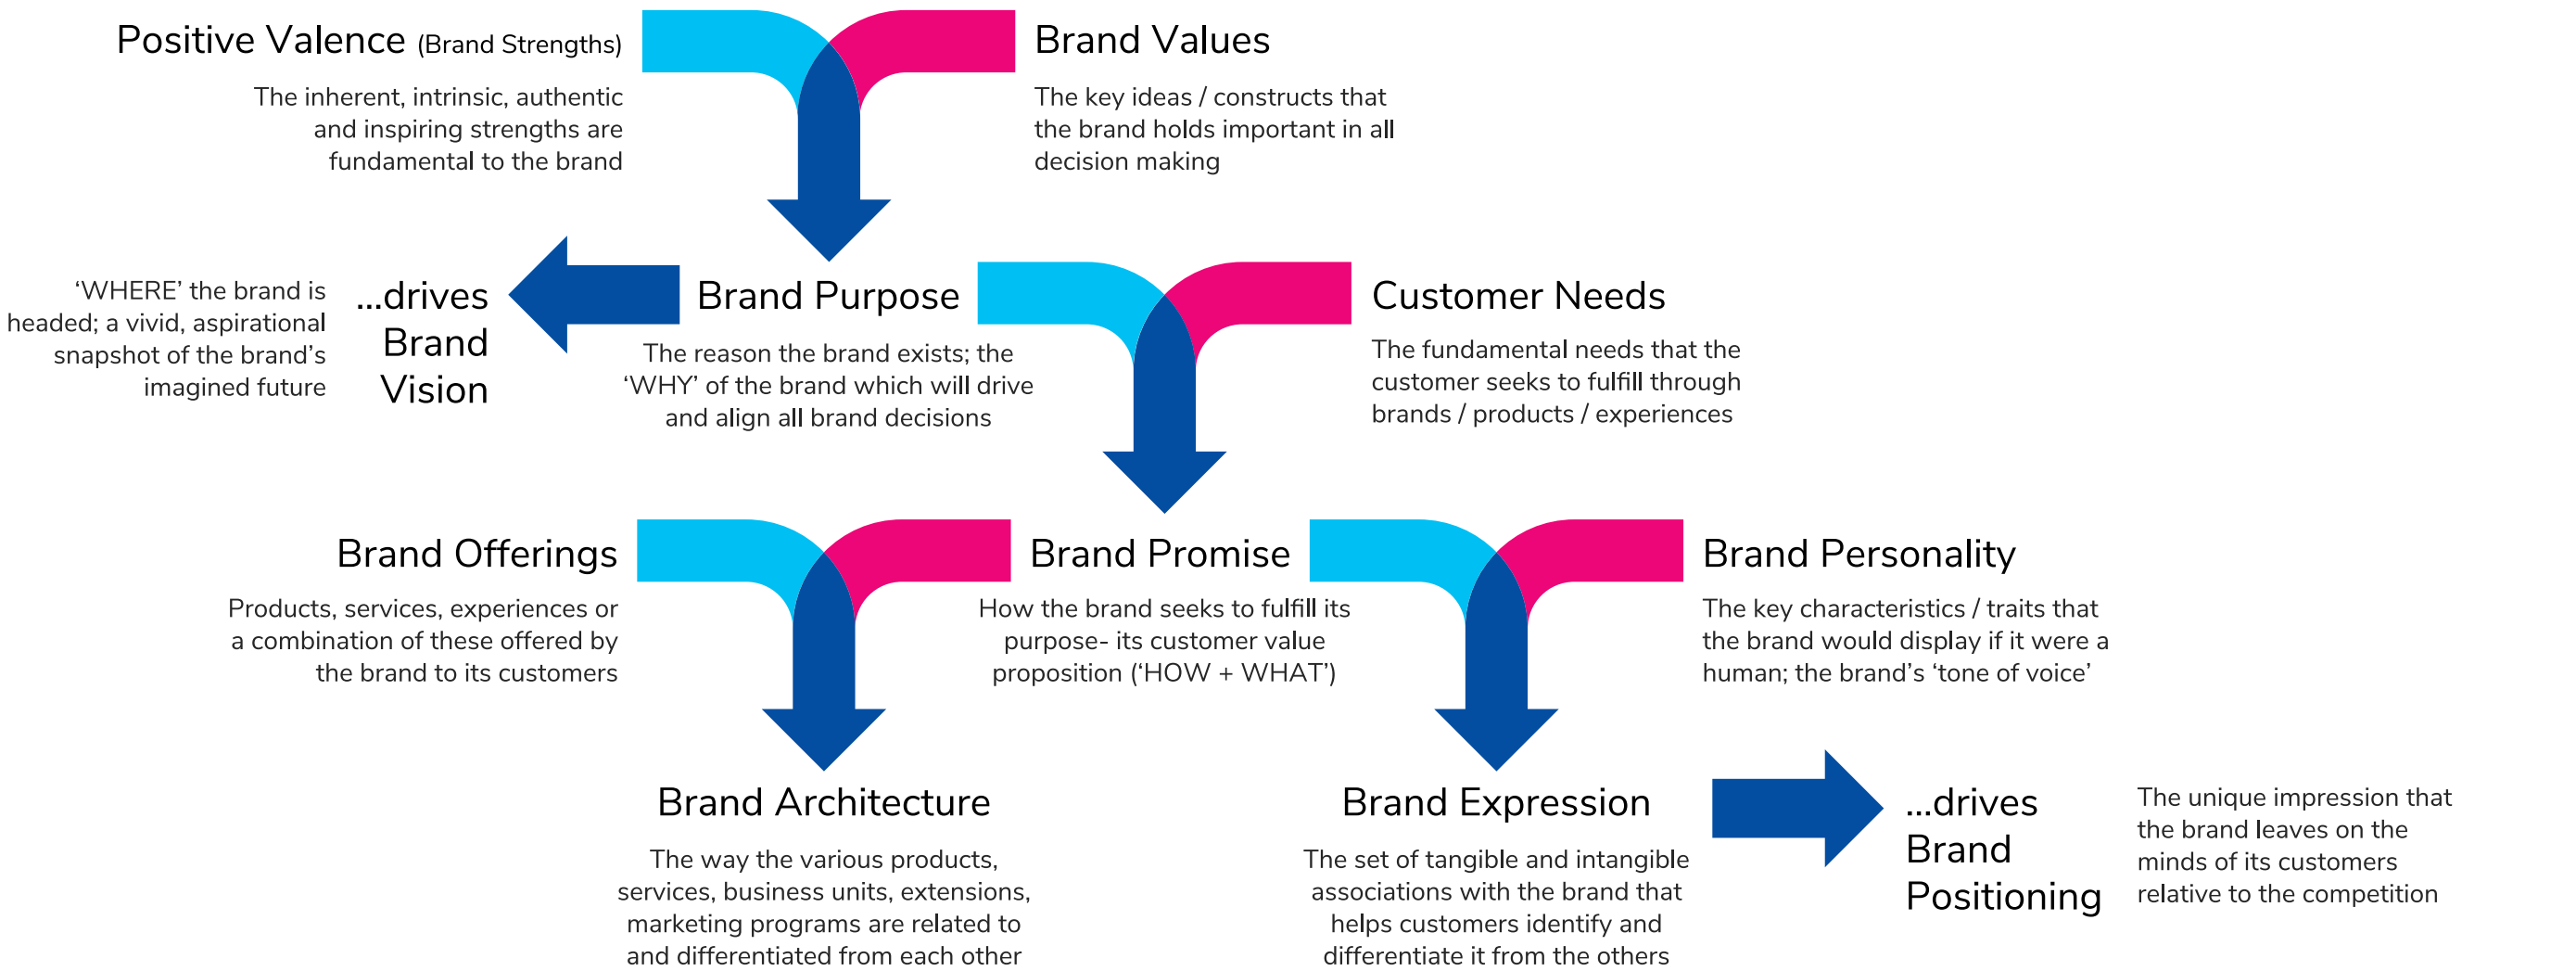 Positive Valence (Brand Strengths)
The inherent, intrinsic, authentic
and inspiring strengths are
fundamental to the brand
Brand Values
The key ideas / constructs that
the brand holds important in all
decision making
‘WHERE’ the brand is
headed; a vivid, aspirational
snapshot of the brand’s
imagined future
...drives
Brand
Vision
Brand Purpose
The reason the brand exists; the
‘WHY’ of the brand which will drive
and align all brand decisions
Customer Needs
The fundamental needs that the
customer seeks to fulfill through
brands / products / experiences
Brand Offerings
Products, services, experiences or
a combination of these offered by
the brand to its customers
Brand Promise
How the brand seeks to fulfill its
purpose- its customer value
proposition (‘HOW + WHAT’)
Brand Personality
The key characteristics / traits that
the brand would display if it were a
human; the brand’s ‘tone of voice’
Brand Architecture
The way the various products,
services, business units, extensions,
marketing programs are related to
and differentiated from each other
Brand Expression
The set of tangible and intangible
associations with the brand that
helps customers identify and
differentiate it from the others
...drives
Brand
Positioning
The unique impression that
the brand leaves on the
minds of its customers
relative to the competition